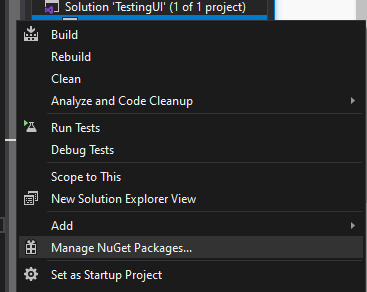 Solution 'TestingUI' (1 of 1 project)
Build
Rebuild
Clean
Analyze and Code Cleanup
Run Tests
Debug Tests
Scope to This
New Solution Explorer View
Add
Manage NuGet Packages...
Set as Startup Project